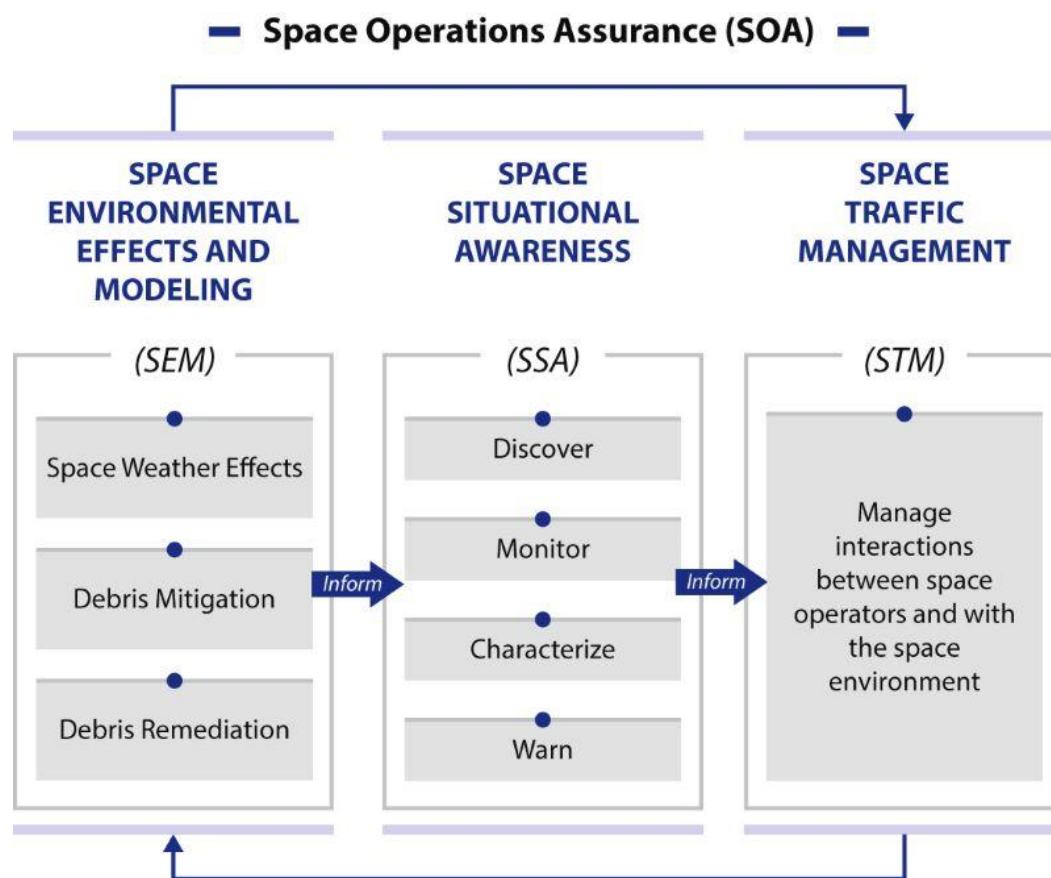 Space Operations Assurance (SOA)
SPACE
ENVIRONMENTAL
EFFECTS AND
MODELING
(SEM)
Space Weather Effects
Debris Mitigation
Debris Remediation
Inform
SPACE
SITUATIONAL
AWARENESS
(SSA)
Discover
Monitor
Characterize
Warn
Inform
SPACE
TRAFFIC
MANAGEMENT
(STM)
Manage
interactions
between space
operators and with
the space
environment